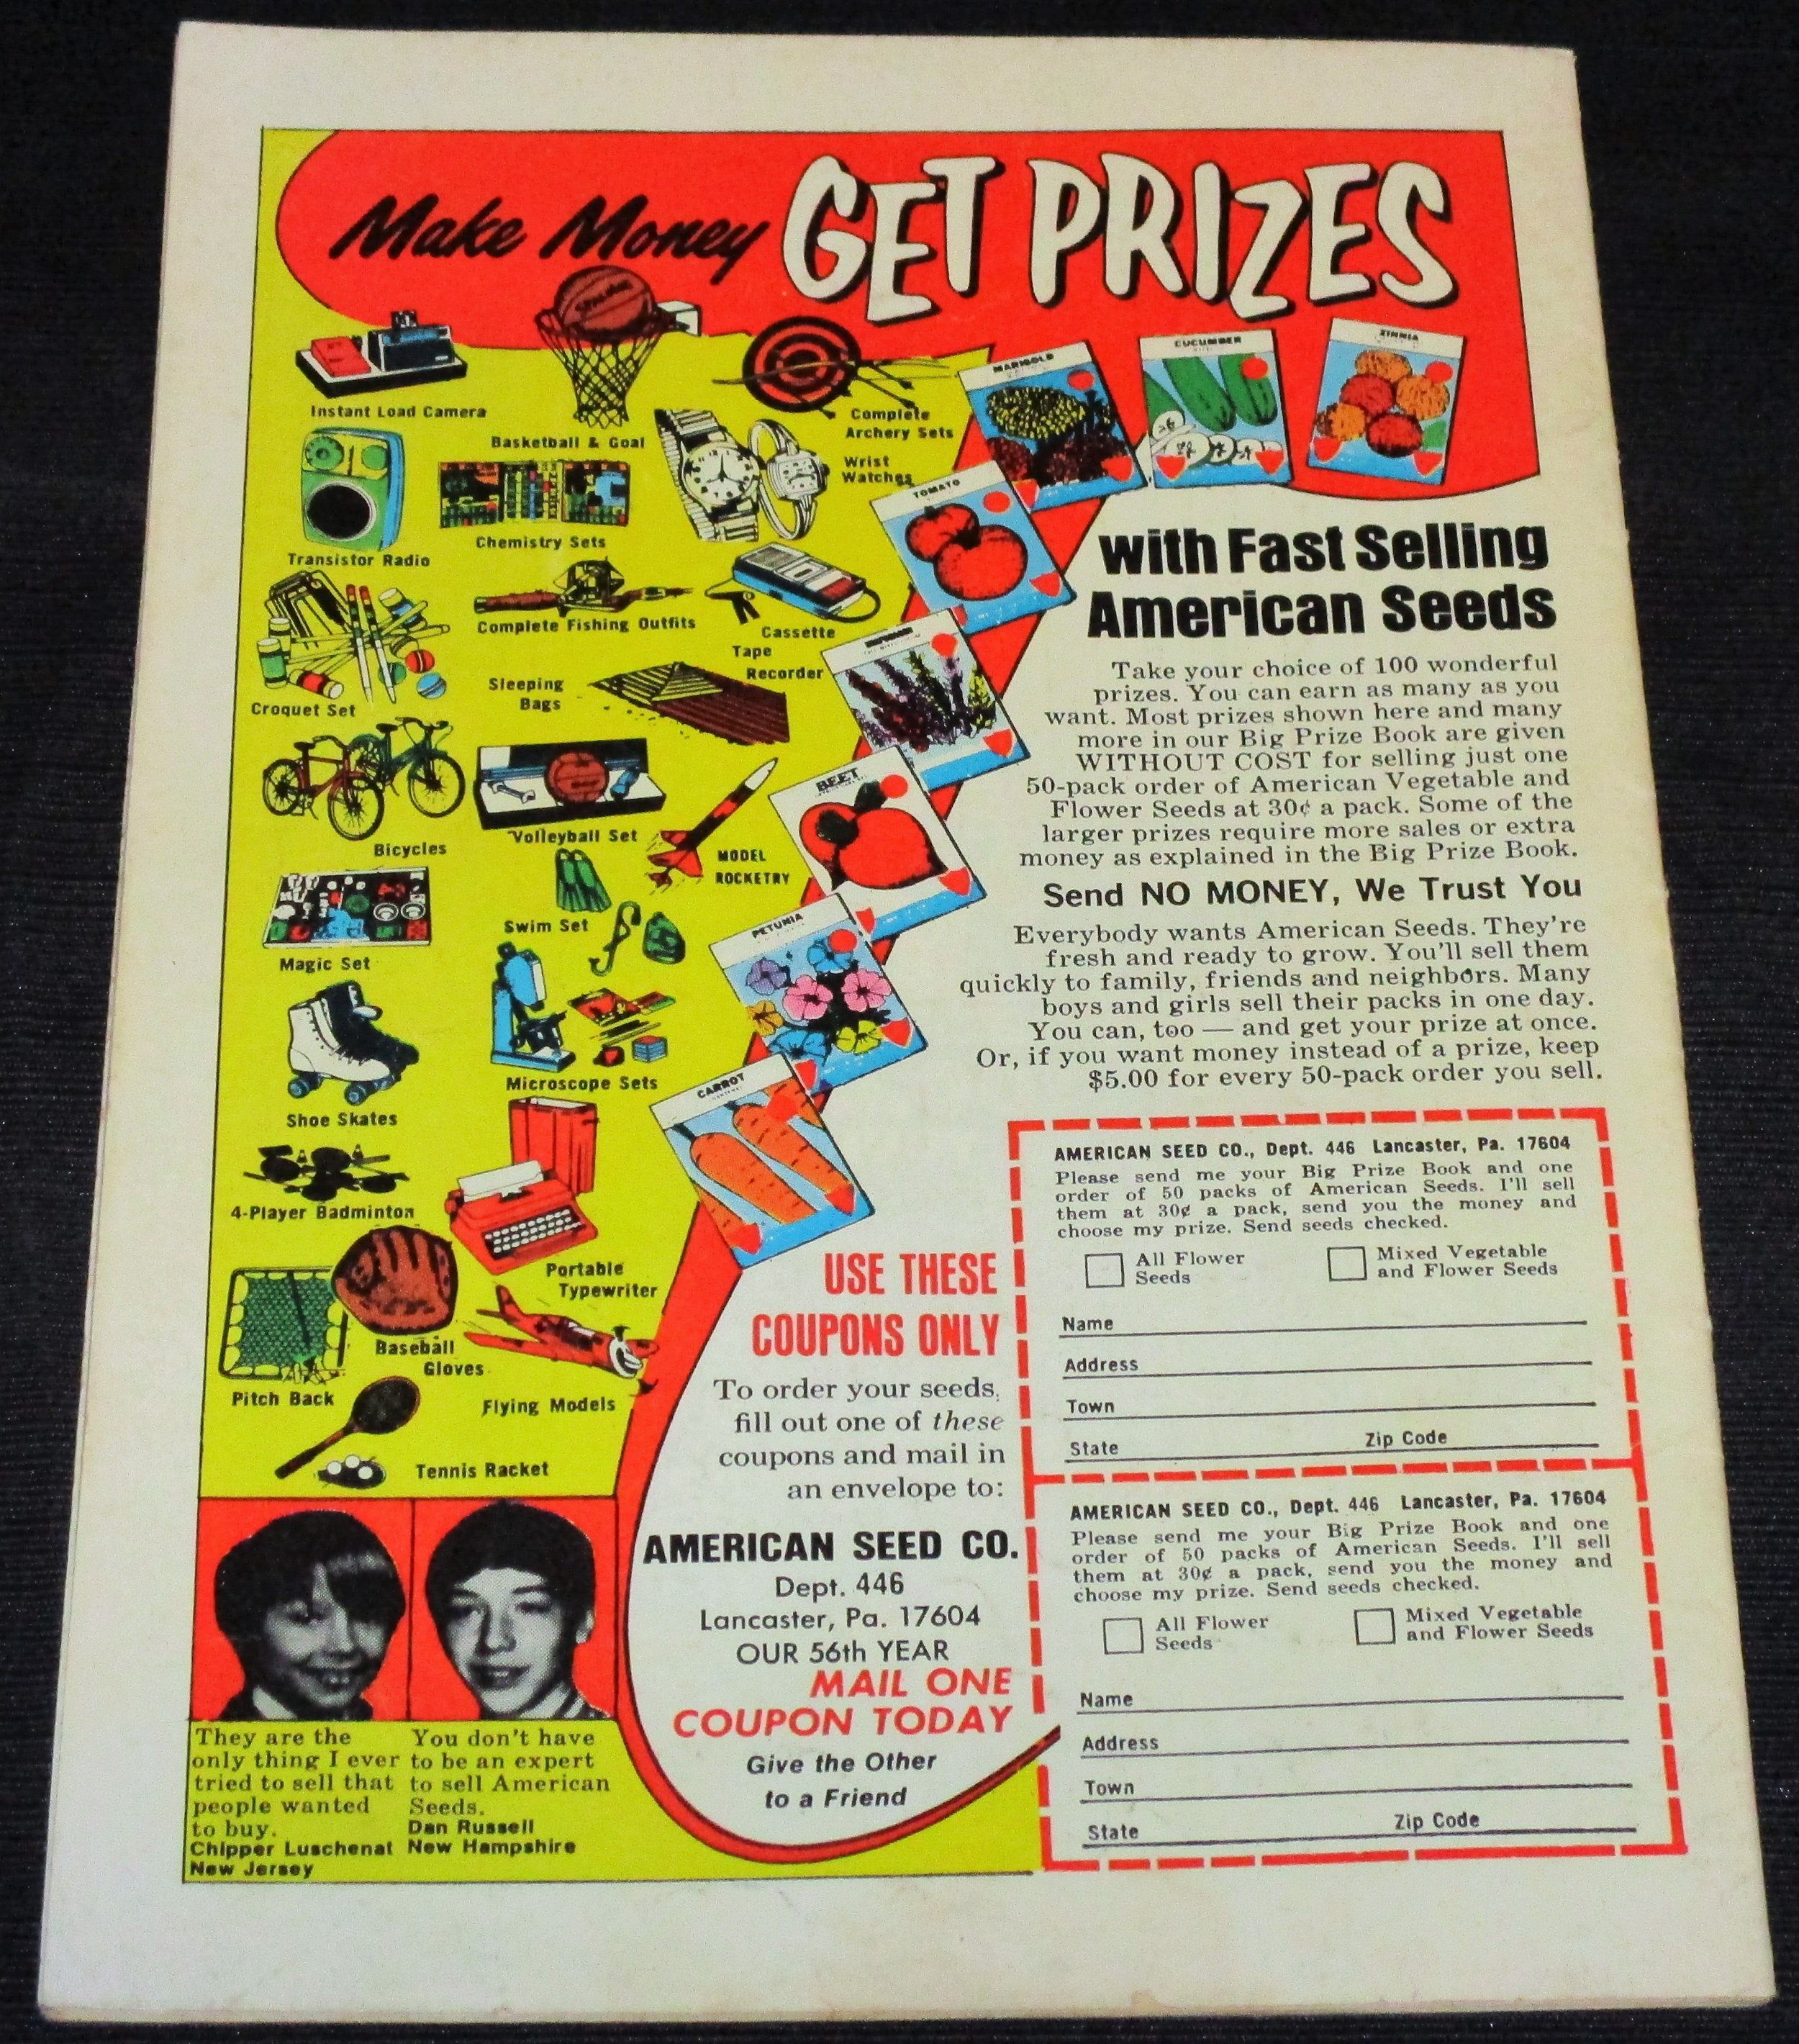 Make Money GET PRIZES
SPALDING
Instant Load Camera
Basketball & Goal
Complete
Archery Sets
Transistor Radio
Chemistry Sets
Wrist
Watches
Croquet Set
Complete Fishing Outfits
Cassette
Tape
Recorder
Sleeping
Bags
Bicycles
Volleyball Set
MODEL
ROCKETRY
Magic Set
Swim Set
Shoe Skates
Microscope Sets
4-Player Badminton
Portable
Typewriter
Pitch Back
Baseball
Gloves
Flying Models
Tennis Racket
MARIGOLD
CUCUMBER
ZINNIA
TOMATO
BEET
PETUNIA
CARROT
with Fast Selling
American Seeds
Take your choice of 100 wonderful
prizes. You can earn as many as you
want. Most prizes shown here and many
more in our Big Prize Book are given
WITHOUT COST for selling just one
50-pack order of American Vegetable and
Flower Seeds at 30¢ a pack. Some of the
larger prizes require more sales or extra
money as explained in the Big Prize Book.
Send NO MONEY, We Trust You
Everybody wants American Seeds. They're
fresh and ready to grow. You'll sell them
quickly to family, friends and neighbors. Many
boys and girls sell their packs in one day.
You can, too — and get your prize at once.
Or, if you want money instead of a prize, keep
$5.00 for every 50-pack order you sell.
They are the
only thing I ever
tried to sell that
people wanted
to buy.
Chipper Luschenat
New Jersey
You don't have
to be an expert
to sell American
Seeds.
Dan Russell
New Hampshire
USE THESE
COUPONS ONLY
To order your seeds,
fill out one of these
coupons and mail in
an envelope to:
AMERICAN SEED CO.
Dept. 446
Lancaster, Pa. 17604
OUR 56th YEAR
MAIL ONE
COUPON TODAY
Give the Other
to a Friend
AMERICAN SEED CO., Dept. 446 Lancaster, Pa. 17604
Please send me your Big Prize Book and one
order of 50 packs of American Seeds. I'll sell
them at 30¢ a pack, send you the money and
choose my prize. Send seeds checked.
All Flower
Seeds
Mixed Vegetable
and Flower Seeds
Name
Address
Town
State Zip Code
AMERICAN SEED CO., Dept. 446 Lancaster, Pa. 17604
Please send me your Big Prize Book and one
order of 50 packs of American Seeds. I'll sell
them at 30¢ a pack, send you the money and
choose my prize. Send seeds checked.
All Flower
Seeds
Mixed Vegetable
and Flower Seeds
Name
Address
Town
State Zip Code